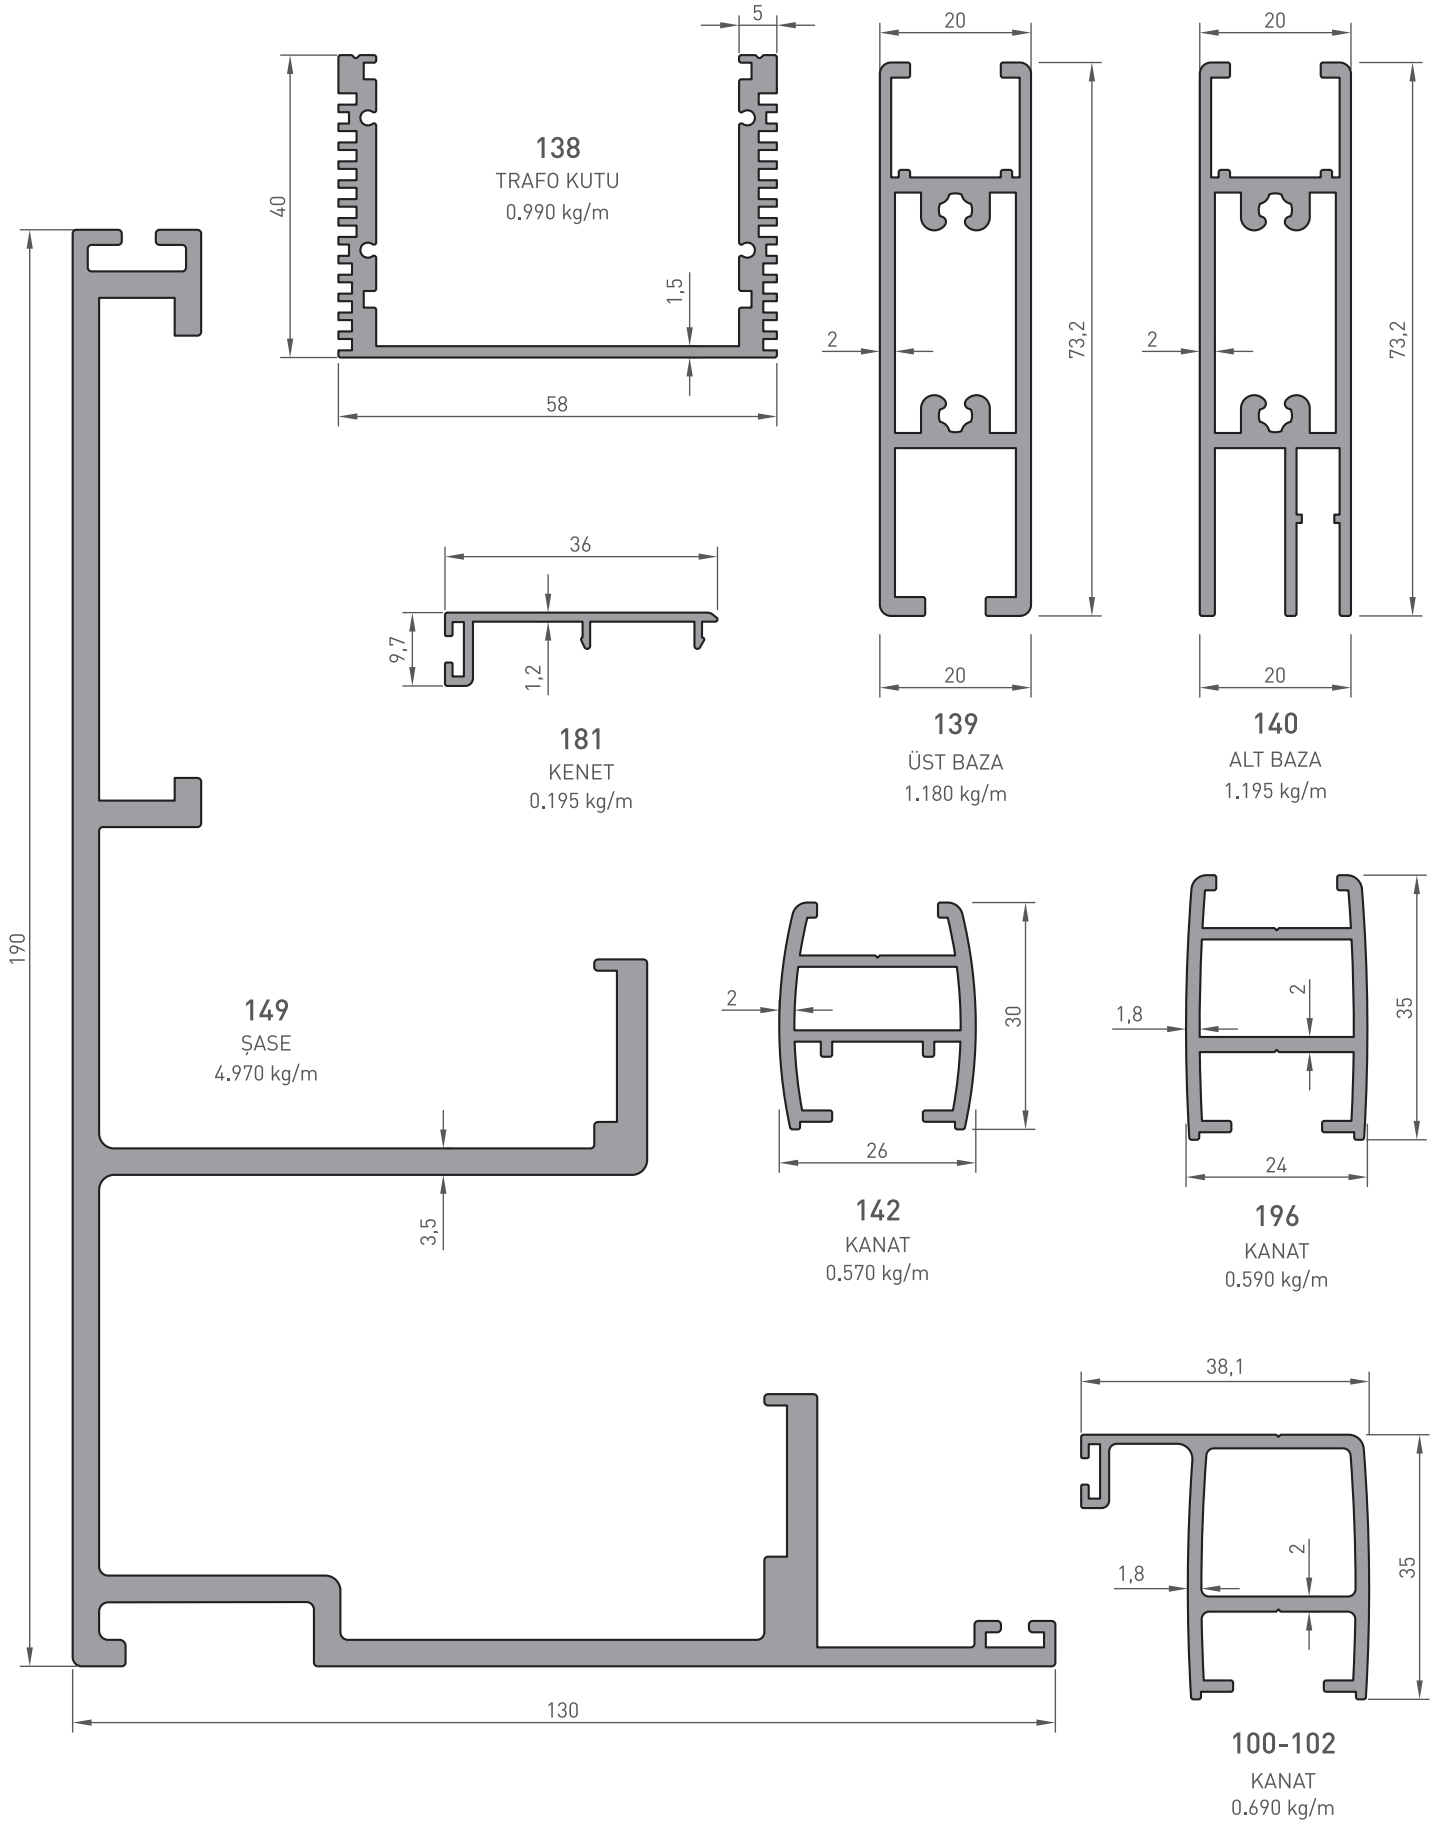 5
20
20
138
TRAFO KUTU
0.990 kg/m
40
1,5
58
2
73,2
2
73,2
20
20
139
ÜST BAZA
1.180 kg/m
140
ALT BAZA
1.195 kg/m
36
9,7
1,2
181
KENET
0.195 kg/m
190
149
ŞASE
4.970 kg/m
3,5
130
2
30
26
142
KANAT
0.570 kg/m
1,8
2
35
24
196
KANAT
0.590 kg/m
38,1
1,8
2
35
100-102
KANAT
0.690 kg/m